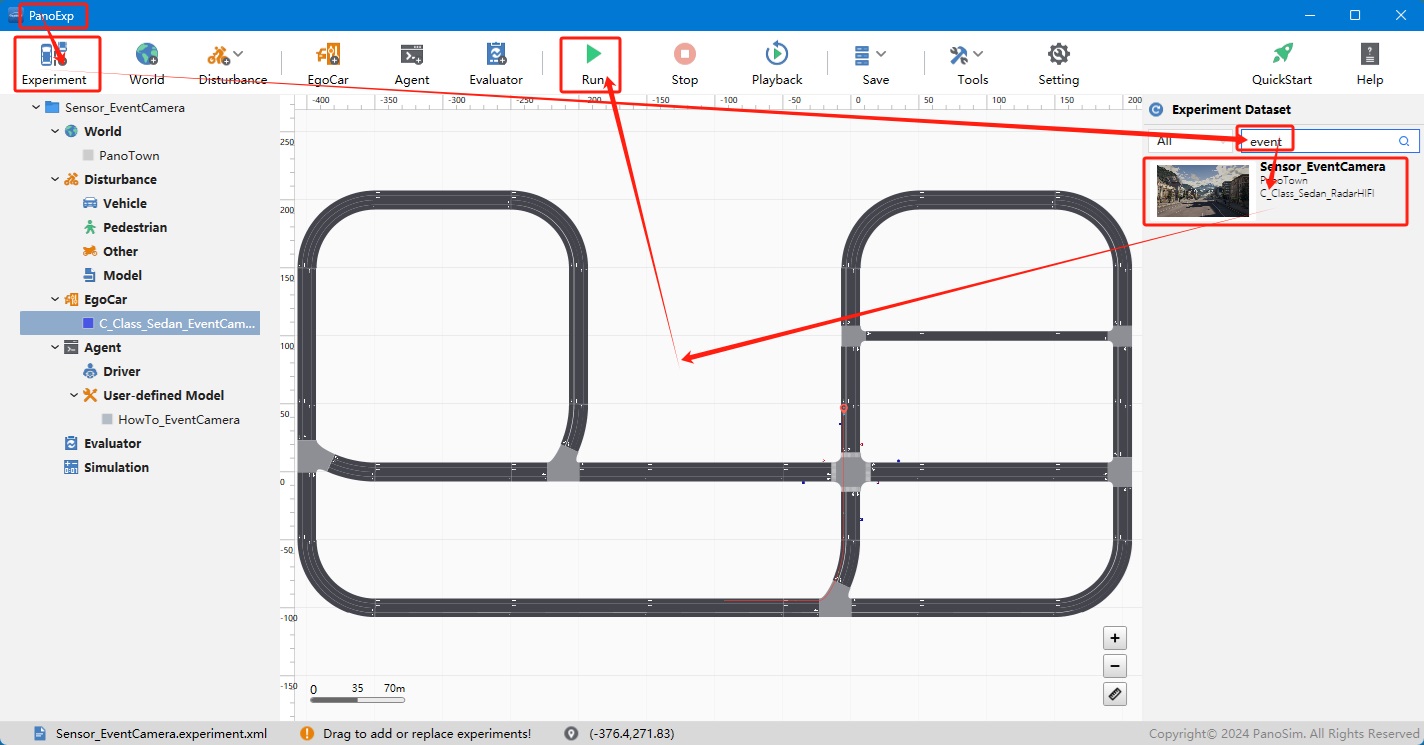 PanoExp
Experiment
World
Disturbance
EgoCar
Agent
Evaluator
Run
Stop
Playback
Save
Tools
Setting
QuickStart
Help
Sensor_EventCamera
World
PanoTown
Disturbance
Vehicle
Pedestrian
Other
Model
EgoCar
C_Class_Sedan_EventCam...
Agent
Driver
User-defined Model
HowTo_EventCamera
Evaluator
Simulation
-400 -350 -300 -250 -200 -150 -100 -50 0 50 100 150 200
250
200
150
100
50
0
-50
-100
-150
0 35 70m
+
−
Experiment Dataset
All
event
Sensor_EventCamera
PanoTown
C_Class_Sedan_RadarHIFI
Sensor_EventCamera.experiment.xml
Drag to add or replace experiments!
(-376.4,271.83)
Copyright© 2024 PanoSim. All Rights Reserved